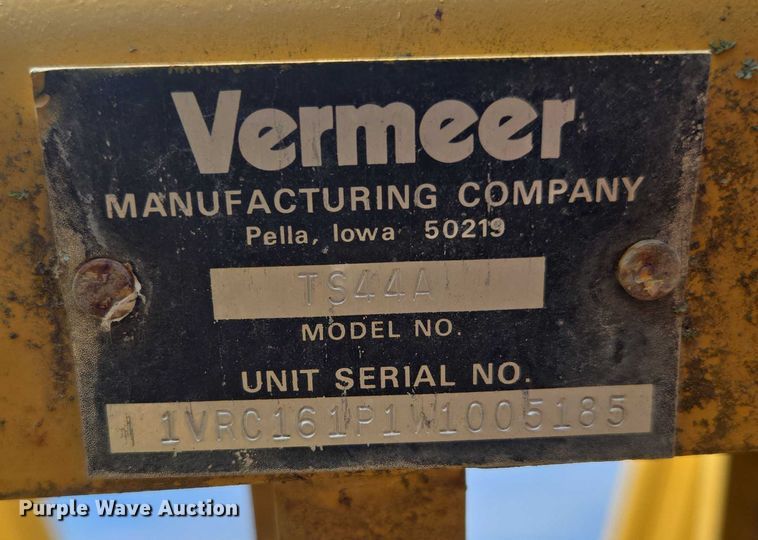 Vermeer
MANUFACTURING COMPANY
Pella, Iowa 50219
TS44A
MODEL NO.
UNIT SERIAL NO.
1VRC161P1W1005185
Purple Wave Auction